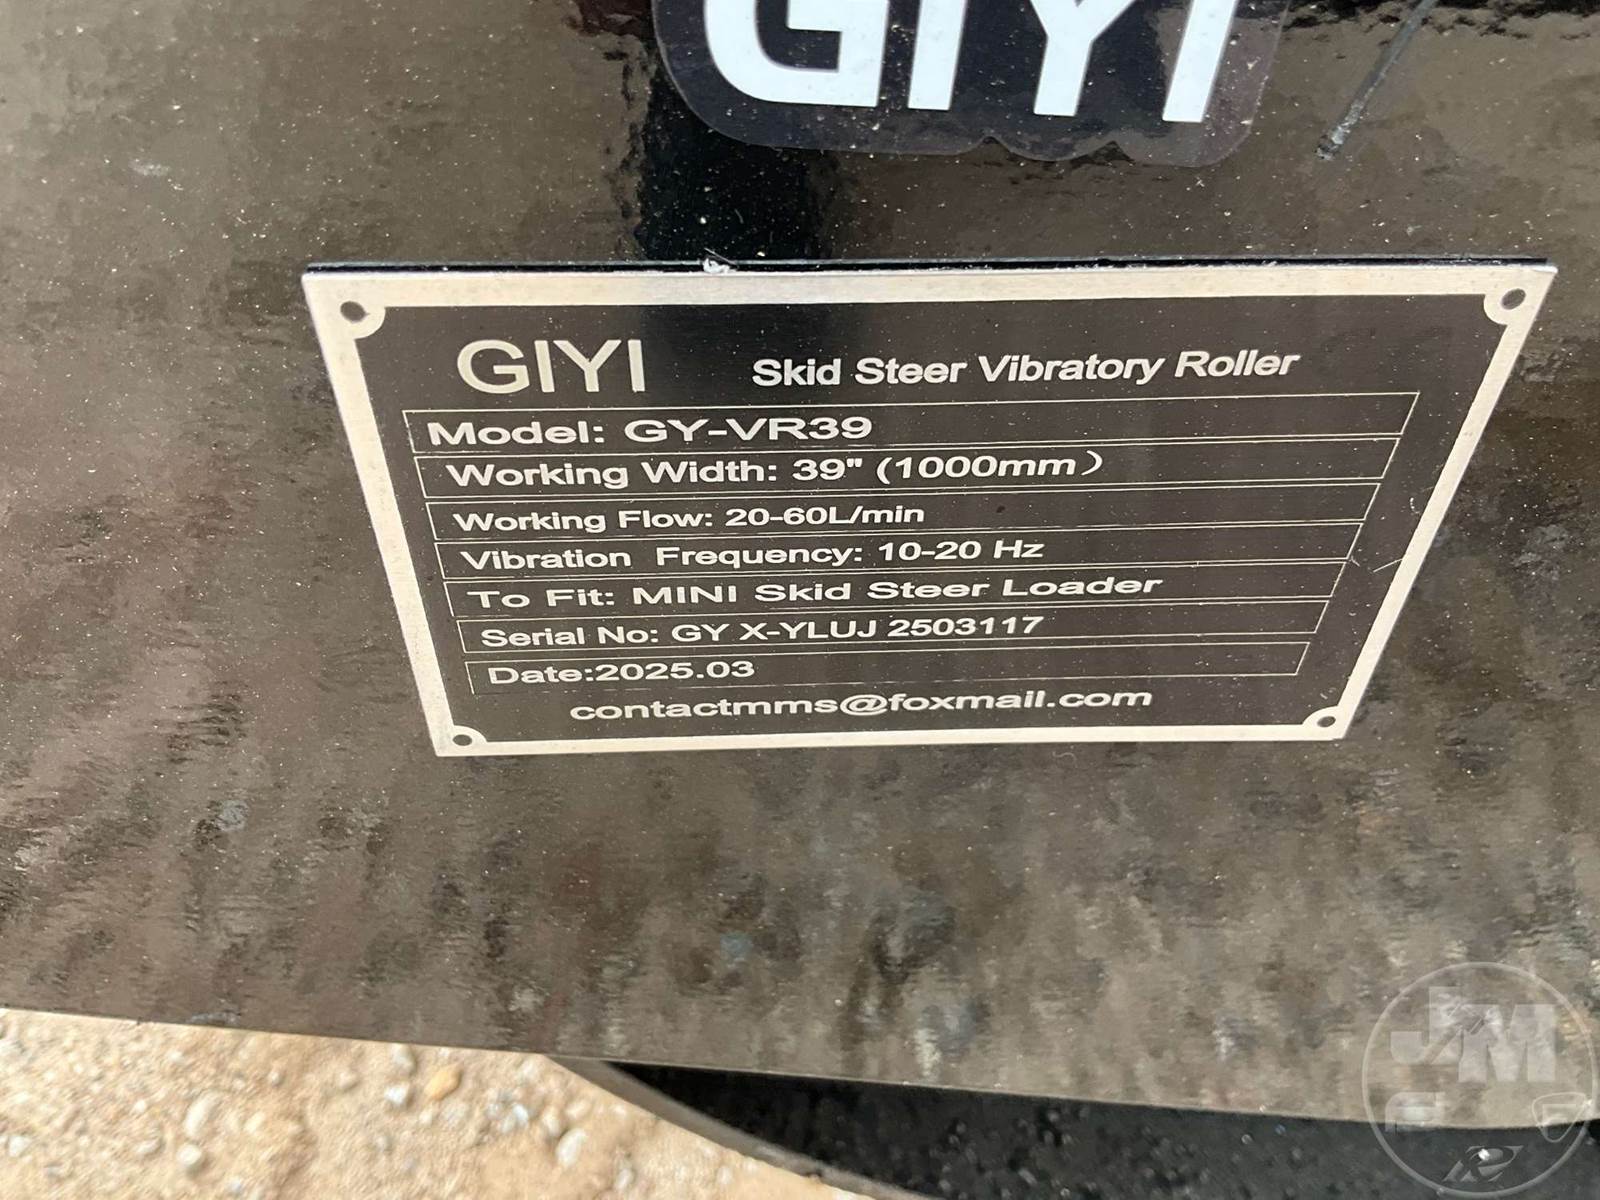 GIYI
GIYI Skid Steer Vibratory Roller
Model: GY-VR39
Working Width: 39" (1000mm）
Working Flow: 20-60L/min
Vibration Frequency: 10-20 Hz
To Fit: MINI Skid Steer Loader
Serial No: GY X-YLUJ 2503117
Date:2025.03
contactmms@foxmail.com
JM